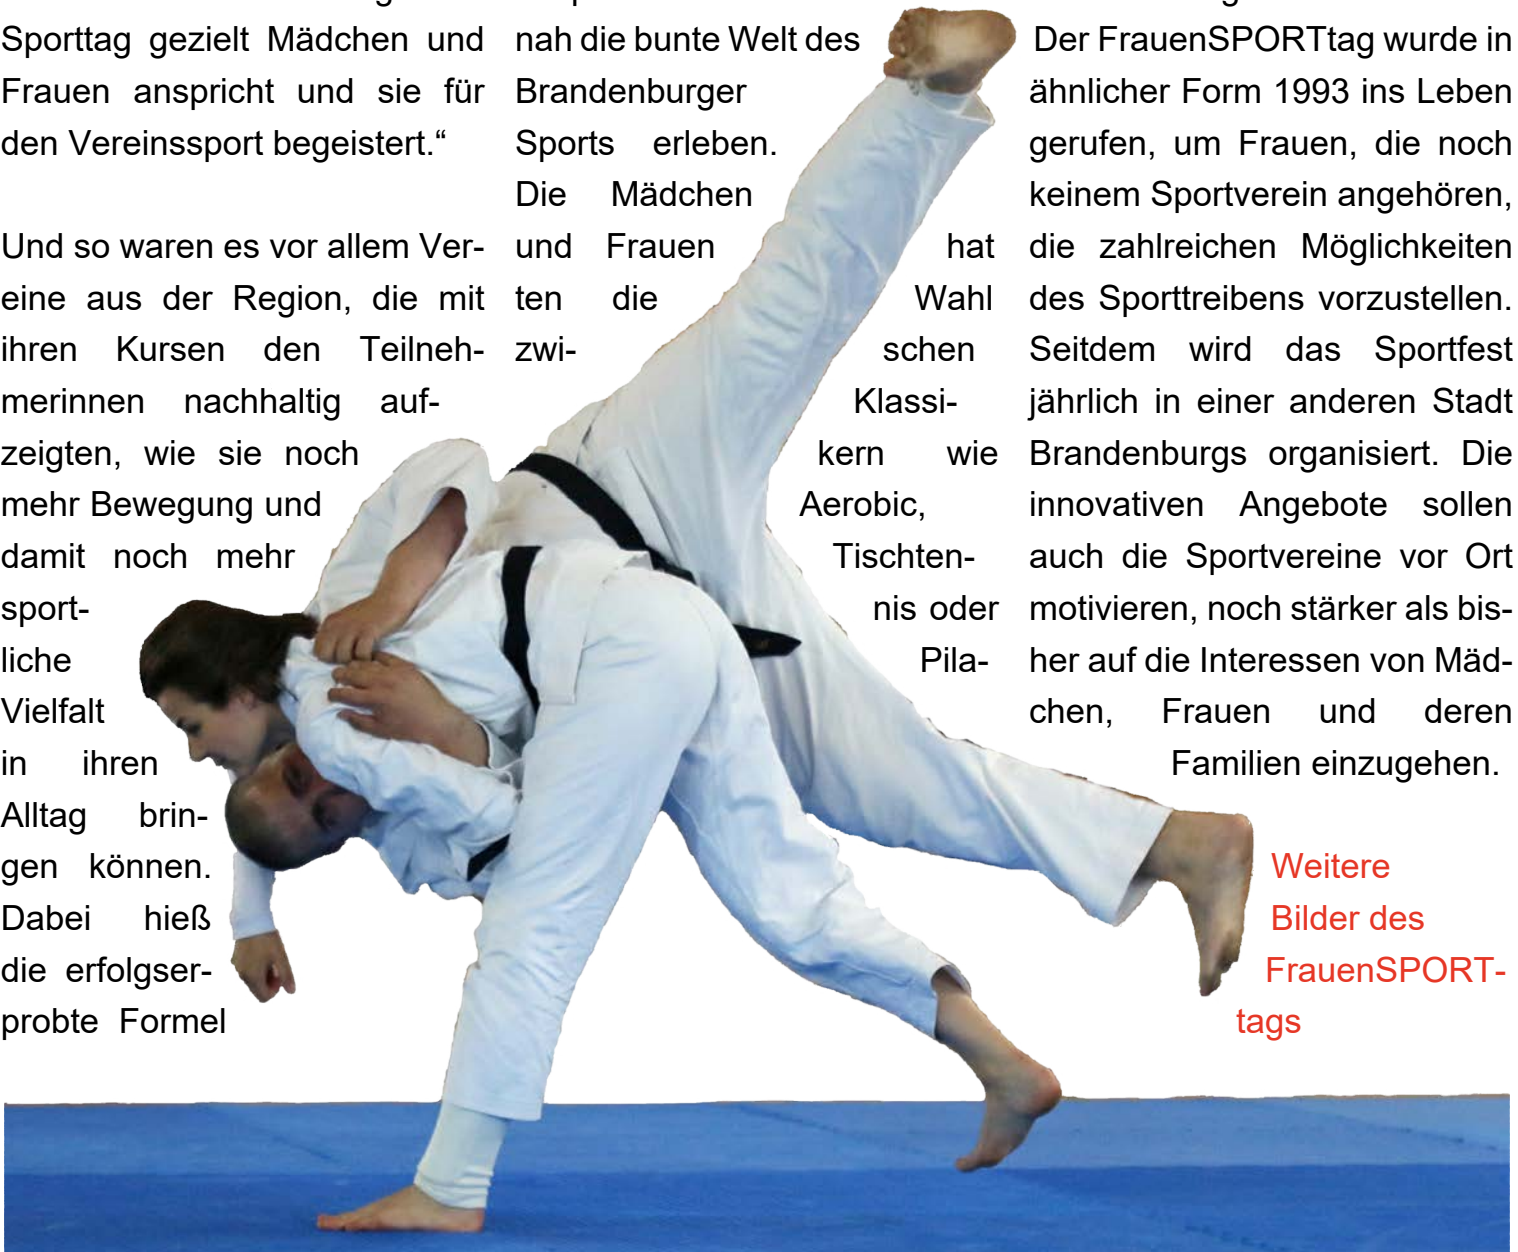 Sporttag gezielt Mädchen und
Frauen anspricht und sie für
den Vereinssport begeistert.“
Und so waren es vor allem Ver-
eine aus der Region, die mit
ihren Kursen den Teilneh-
merinnen nachhaltig auf-
zeigten, wie sie noch
mehr Bewegung und
damit noch mehr
sport-
liche
Vielfalt
in ihren
Alltag brin-
gen können.
Dabei hieß
die erfolgser-
probte Formel
nah die bunte Welt des
Brandenburger
Sports erleben.
Die Mädchen
und Frauen hat
ten die Wahl
zwi- schen
Klassi-
kern wie
Aerobic,
Tischten-
nis oder
Pila-
Der FrauenSPORTtag wurde in
ähnlicher Form 1993 ins Leben
gerufen, um Frauen, die noch
keinem Sportverein angehören,
die zahlreichen Möglichkeiten
des Sporttreibens vorzustellen.
Seitdem wird das Sportfest
jährlich in einer anderen Stadt
Brandenburgs organisiert. Die
innovativen Angebote sollen
auch die Sportvereine vor Ort
motivieren, noch stärker als bis-
her auf die Interessen von Mäd-
chen, Frauen und deren
Familien einzugehen.
Weitere
Bilder des
FrauenSPORT-
tags